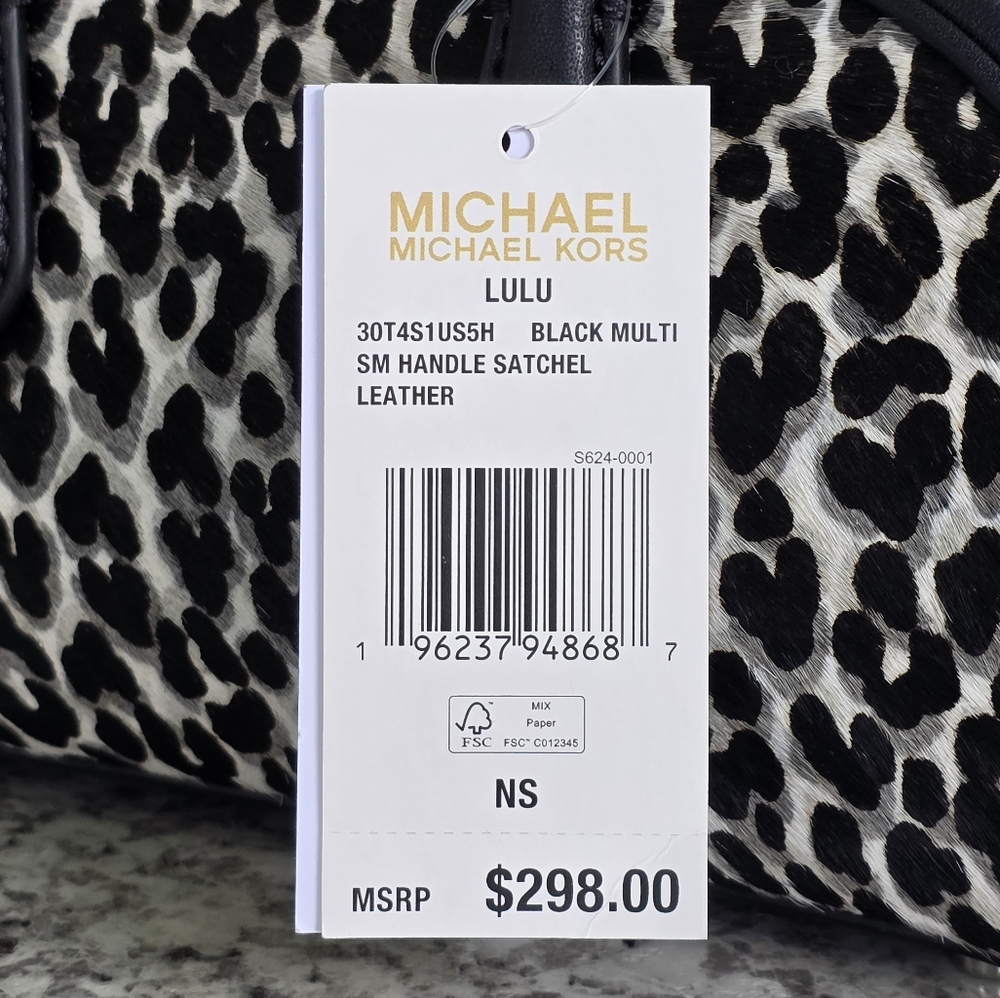 MICHAEL
MICHAEL KORS
LULU
30T4S1US5H BLACK MULTI
SM HANDLE SATCHEL
LEATHER
S624-0001
1 96237 94868 7
MIX
Paper
FSC™ C012345
FSC
NS
MSRP $298.00